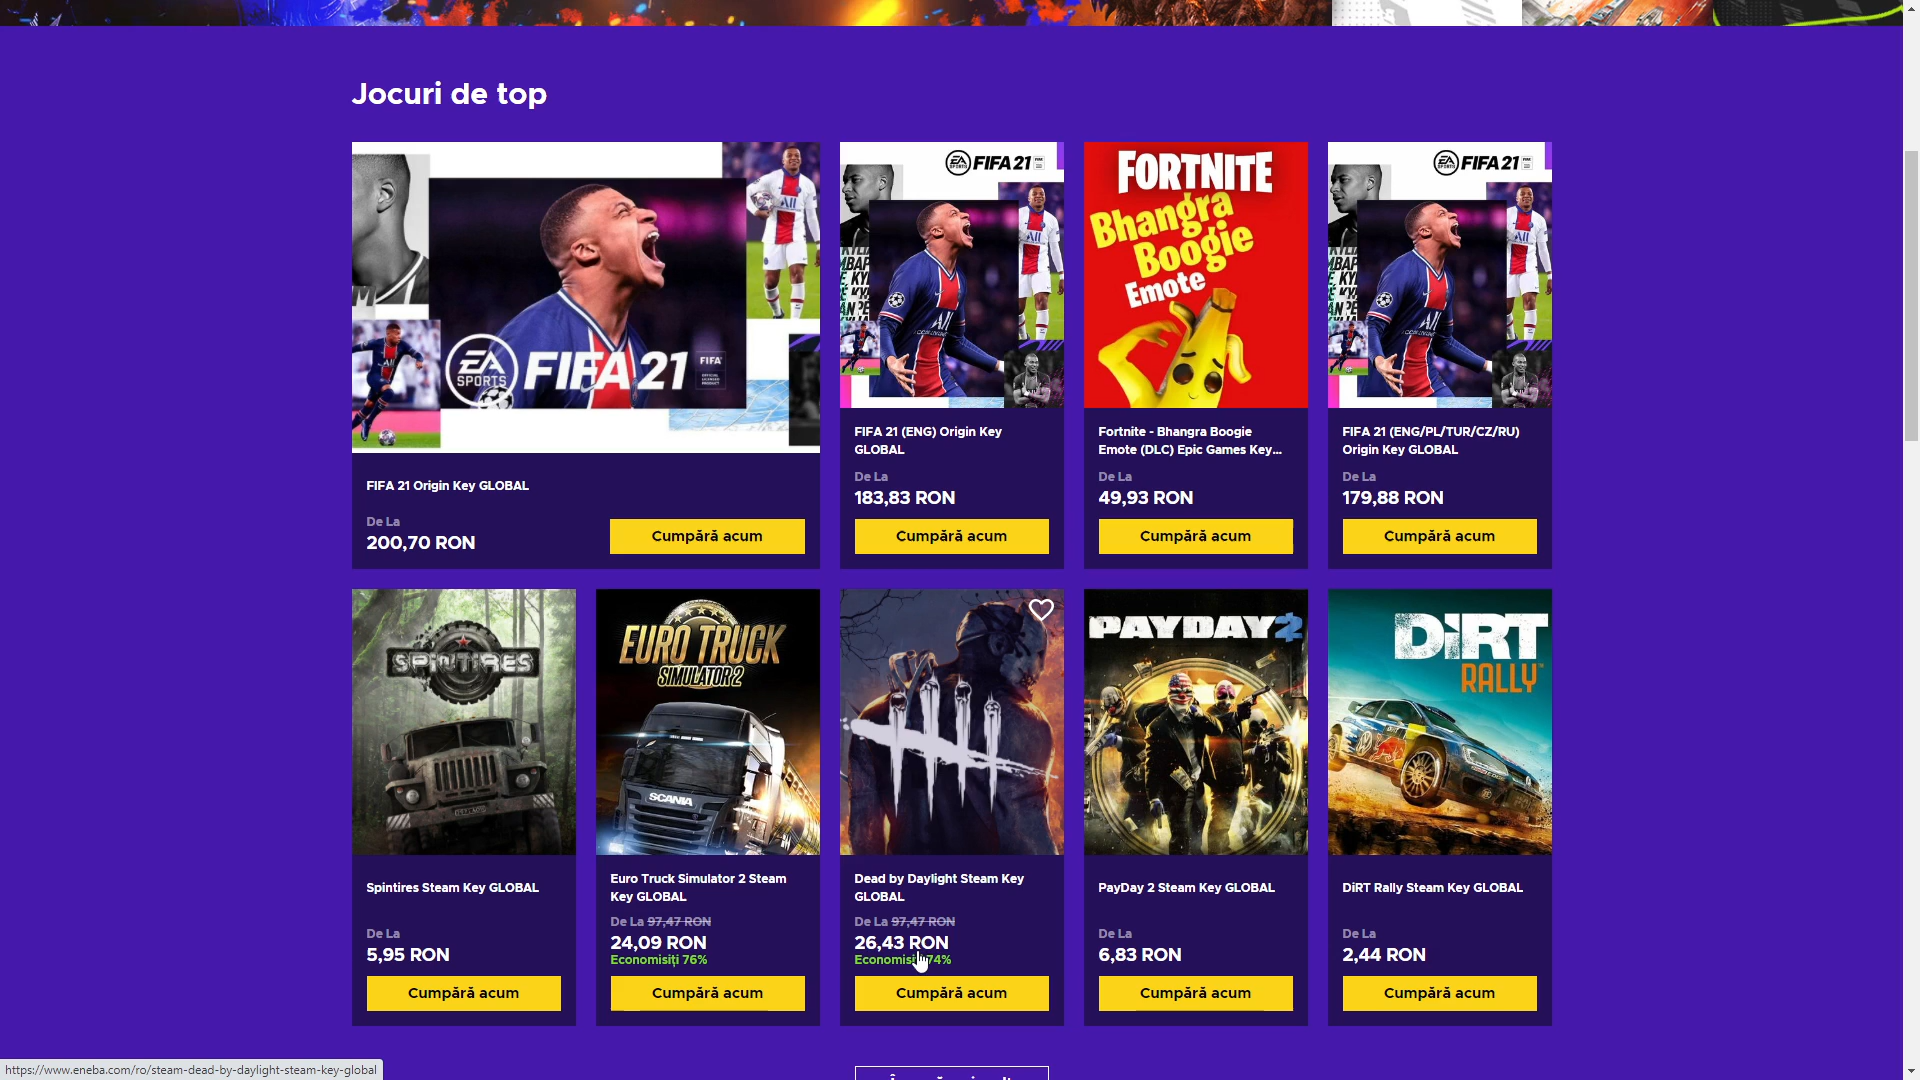 Jocuri de top
EA SPORTS FIFA 21
FIFA 21 Origin Key GLOBAL
De La
200,70 RON
Cumpără acum
EA SPORTS FIFA 21
FIFA 21 (ENG) Origin Key
GLOBAL
De La
183,83 RON
Cumpără acum
FORTNITE
Bhangra
Boogie
Emote
Fortnite - Bhangra Boogie
Emote (DLC) Epic Games Key...
De La
49,93 RON
Cumpără acum
EA SPORTS FIFA 21
FIFA 21 (ENG/PL/TUR/CZ/RU)
Origin Key GLOBAL
De La
179,88 RON
Cumpără acum
SPINTIRES
Spintires Steam Key GLOBAL
De La
5,95 RON
Cumpără acum
EURO TRUCK
SIMULATOR 2
SCANIA
Euro Truck Simulator 2 Steam
Key GLOBAL
De La 97,47 RON
24,09 RON
Economisiți 76%
Cumpără acum
Dead by Daylight Steam Key
GLOBAL
De La 97,47 RON
26,43 RON
Economisiți 74%
Cumpără acum
PAYDAY 2
PayDay 2 Steam Key GLOBAL
De La
6,83 RON
Cumpără acum
DiRT
RALLY
DiRT Rally Steam Key GLOBAL
De La
2,44 RON
Cumpără acum
https://www.eneba.com/ro/steam-dead-by-daylight-steam-key-global